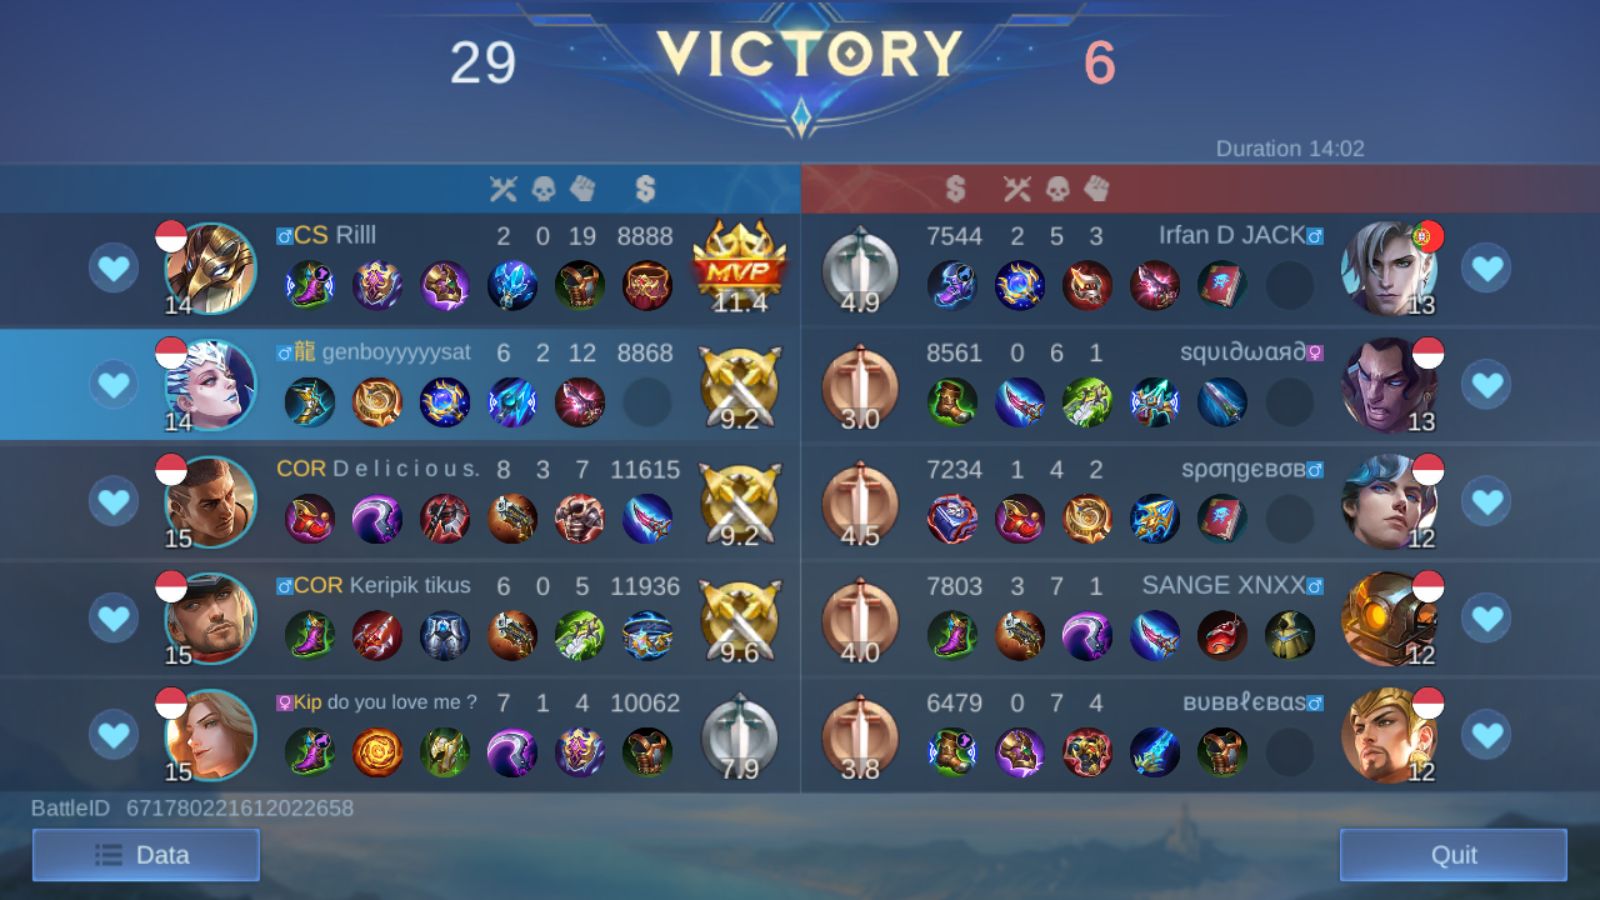 29 VICTORY 6
Duration 14:02
CS Rilll 2 0 19 8888 MVP 11.4 14
4.9 7544 2 5 3 Irfan D JACK 13
龍 genboyyyyysat 6 2 12 8868 9.2 14
3.0 8561 0 6 1 sqυι∂ωαя∂ 13
COR D e l i c i o u s. 8 3 7 11615 9.2 15
4.5 7234 1 4 2 sρσηgєвσв 12
COR Keripik tikus 6 0 5 11936 9.6 15
4.0 7803 3 7 1 SANGE XNXX 12
Kip do you love me ? 7 1 4 10062 7.9 15
3.8 6479 0 7 4 вυввℓєвαs 12
BattleID 671780221612022658
Data
Quit